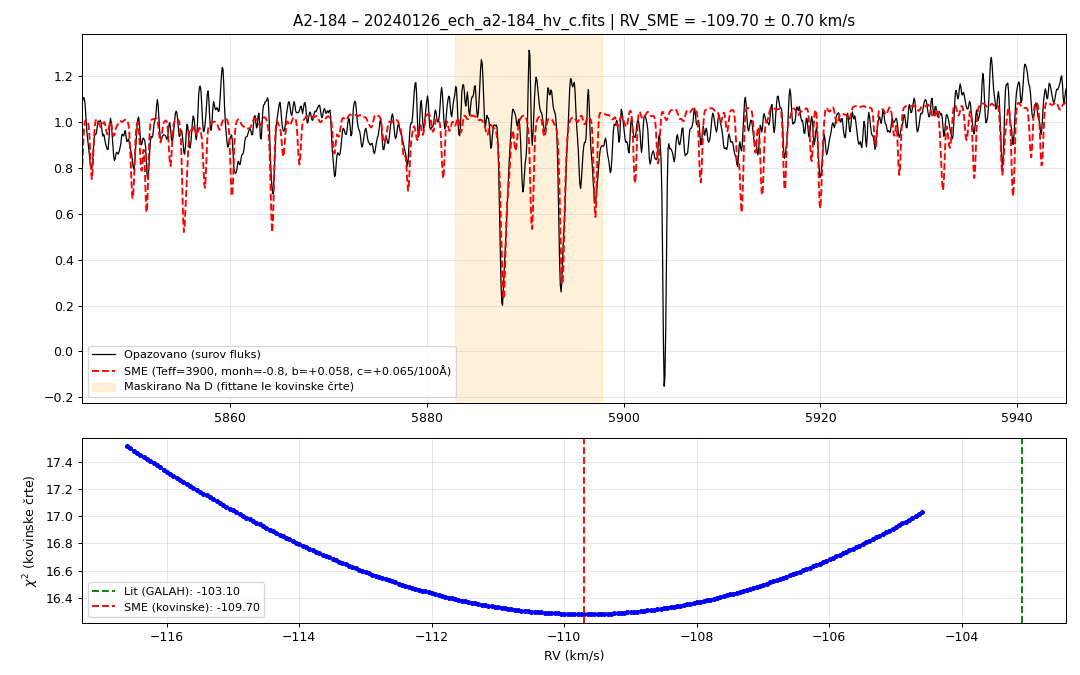 A2-184 – 20240126_ech_a2-184_hv_c.fits | RV_SME = -109.70 ± 0.70 km/s
1.2
1.0
0.8
0.6
0.4
0.2
0.0
−0.2
Opazovano (surov fluks)
SME (Teff=3900, monh=-0.8, b=+0.058, c=+0.065/100Å)
Maskirano Na D (fittane le kovinske črte)
5860 5880 5900 5920 5940
χ² (kovinske črte)
17.4
17.2
17.0
16.8
16.6
16.4
Lit (GALAH): -103.10
SME (kovinske): -109.70
−116 −114 −112 −110 −108 −106 −104
RV (km/s)